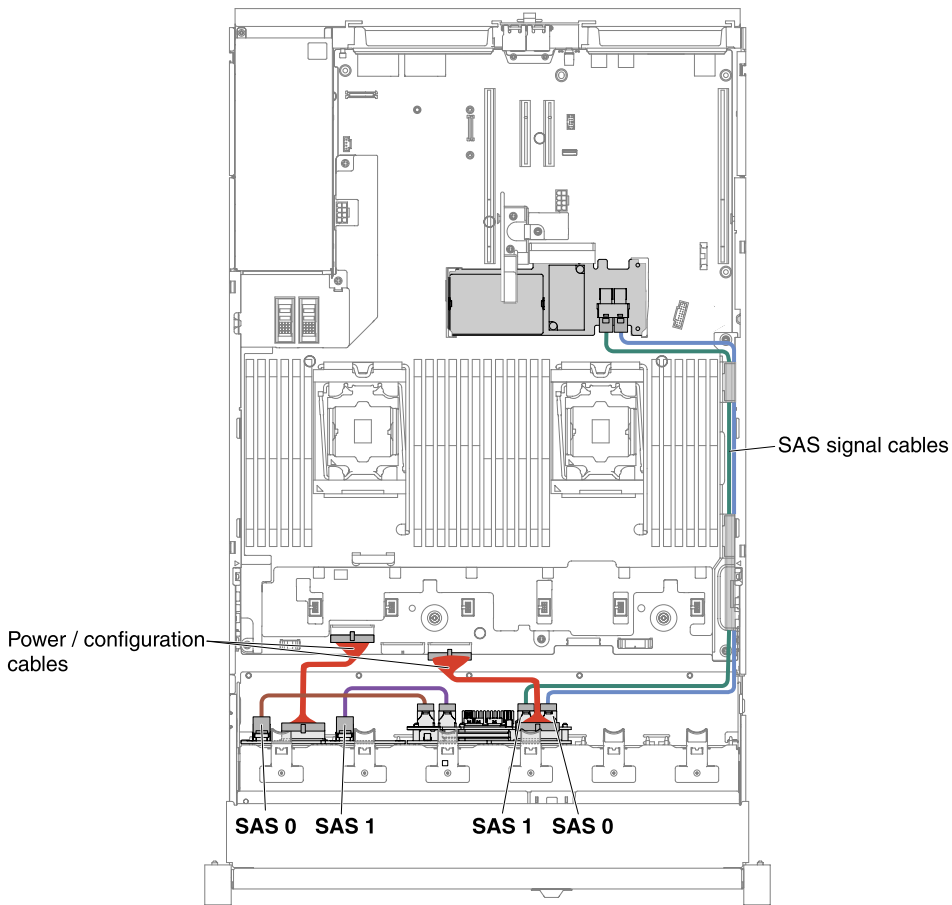 SAS signal cables
Power / configuration
cables
SAS 0 SAS 1 SAS 1 SAS 0